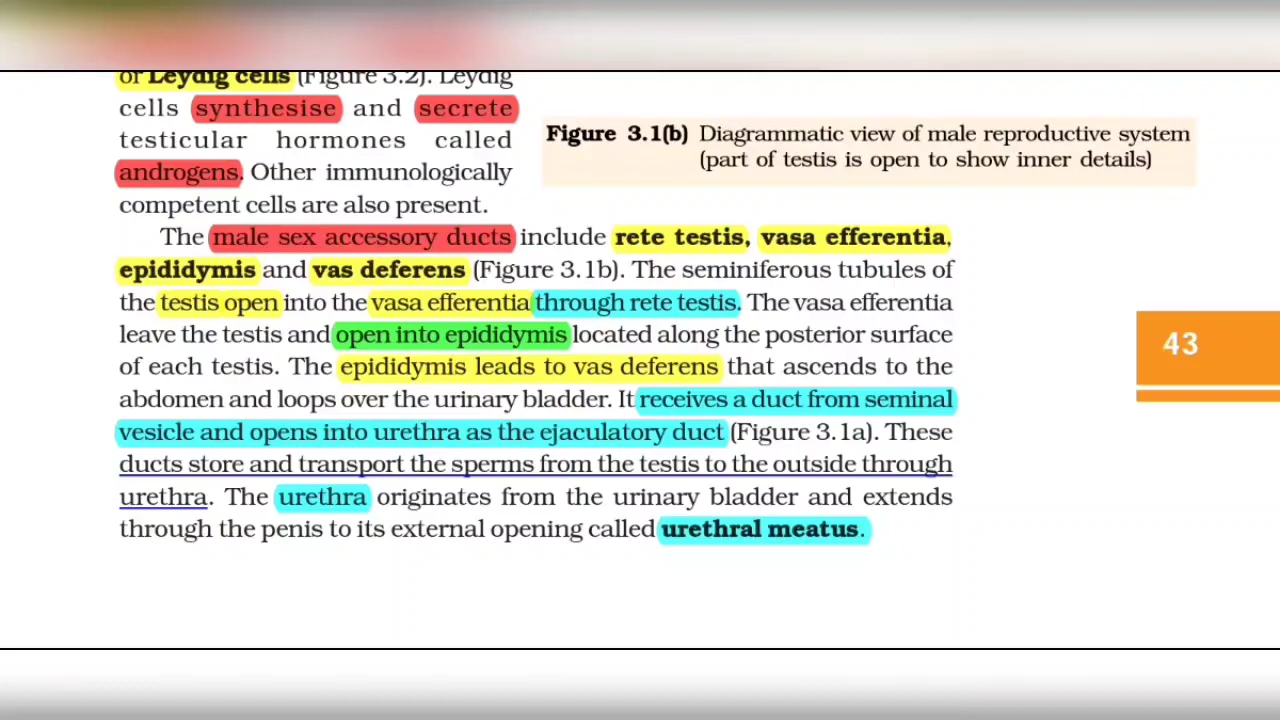 or Leydig cells (Figure 3.2). Leydig
cells synthesise and secrete
testicular hormones called
androgens. Other immunologically
competent cells are also present.
Figure 3.1(b) Diagrammatic view of male reproductive system
(part of testis is open to show inner details)
The male sex accessory ducts include rete testis, vasa efferentia,
epididymis and vas deferens (Figure 3.1b). The seminiferous tubules of
the testis open into the vasa efferentia through rete testis. The vasa efferentia
leave the testis and open into epididymis located along the posterior surface
of each testis. The epididymis leads to vas deferens that ascends to the
abdomen and loops over the urinary bladder. It receives a duct from seminal
vesicle and opens into urethra as the ejaculatory duct (Figure 3.1a). These
ducts store and transport the sperms from the testis to the outside through
urethra. The urethra originates from the urinary bladder and extends
through the penis to its external opening called urethral meatus.
43